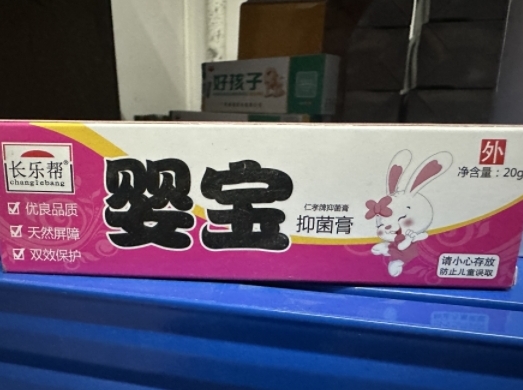 好孩子
长乐帮®
changlebang
优良品质
天然屏障
双效保护
婴宝
仁孝牌抑菌膏
抑菌膏
外
净含量：20g
请小心存放
防止儿童误取